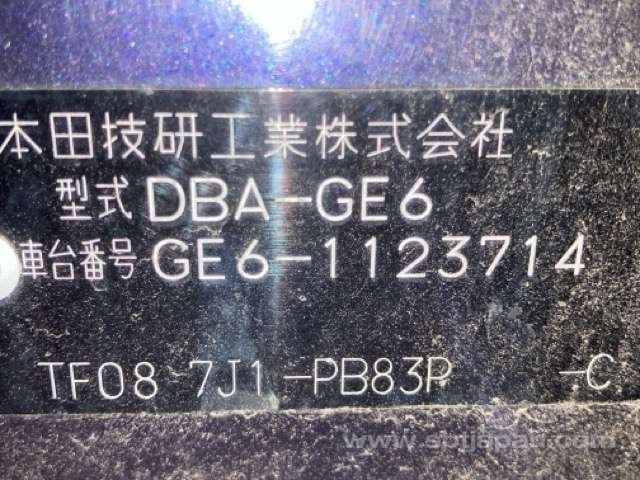 本田技研工業株式会社
型式 DBA-GE6
車台番号 GE6-1123714
TF08 7J1-PB83P -C
www.sbtjapan.com